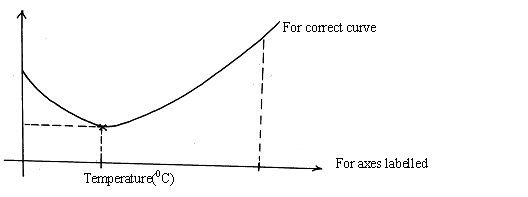 For correct curve
For axes labelled
Temperature(⁰C)